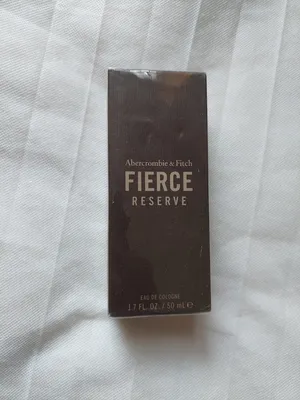 Abercrombie & Fitch
FIERCE
RESERVE
EAU DE COLOGNE
1.7 FL. OZ. / 50 mL ℮